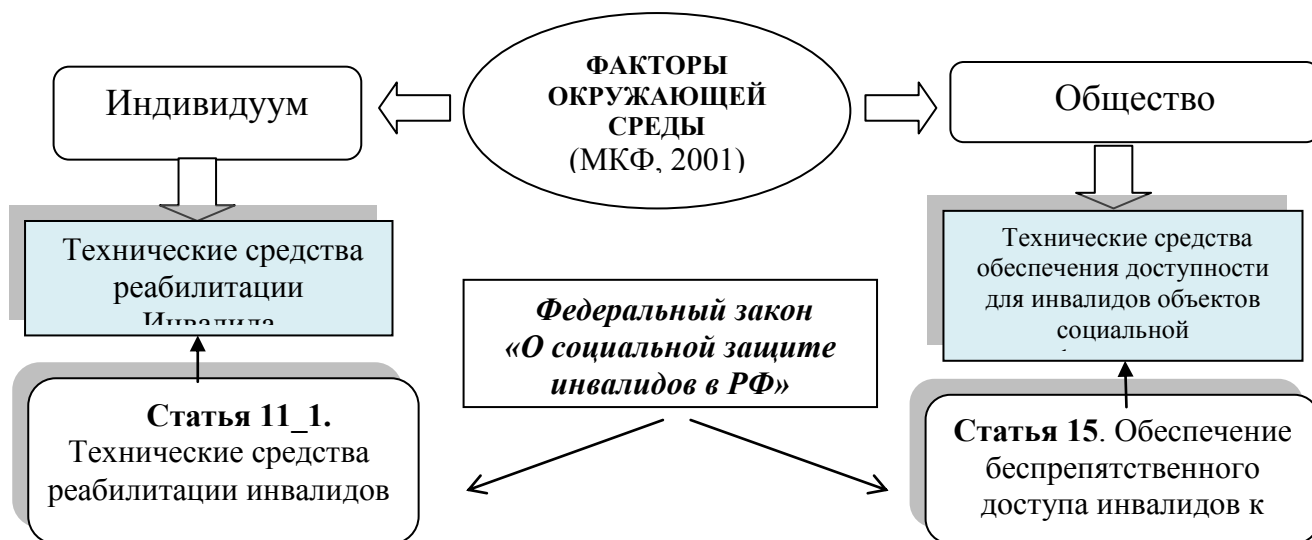 Индивидуум
ФАКТОРЫ
ОКРУЖАЮЩЕЙ
СРЕДЫ
(МКФ, 2001)
Общество
Технические средства
реабилитации
Инвалида
Технические средства
обеспечения доступности
для инвалидов объектов
социальной
Федеральный закон
«О социальной защите
инвалидов в РФ»
Статья 11_1.
Технические средства
реабилитации инвалидов
Статья 15. Обеспечение
беспрепятственного
доступа инвалидов к